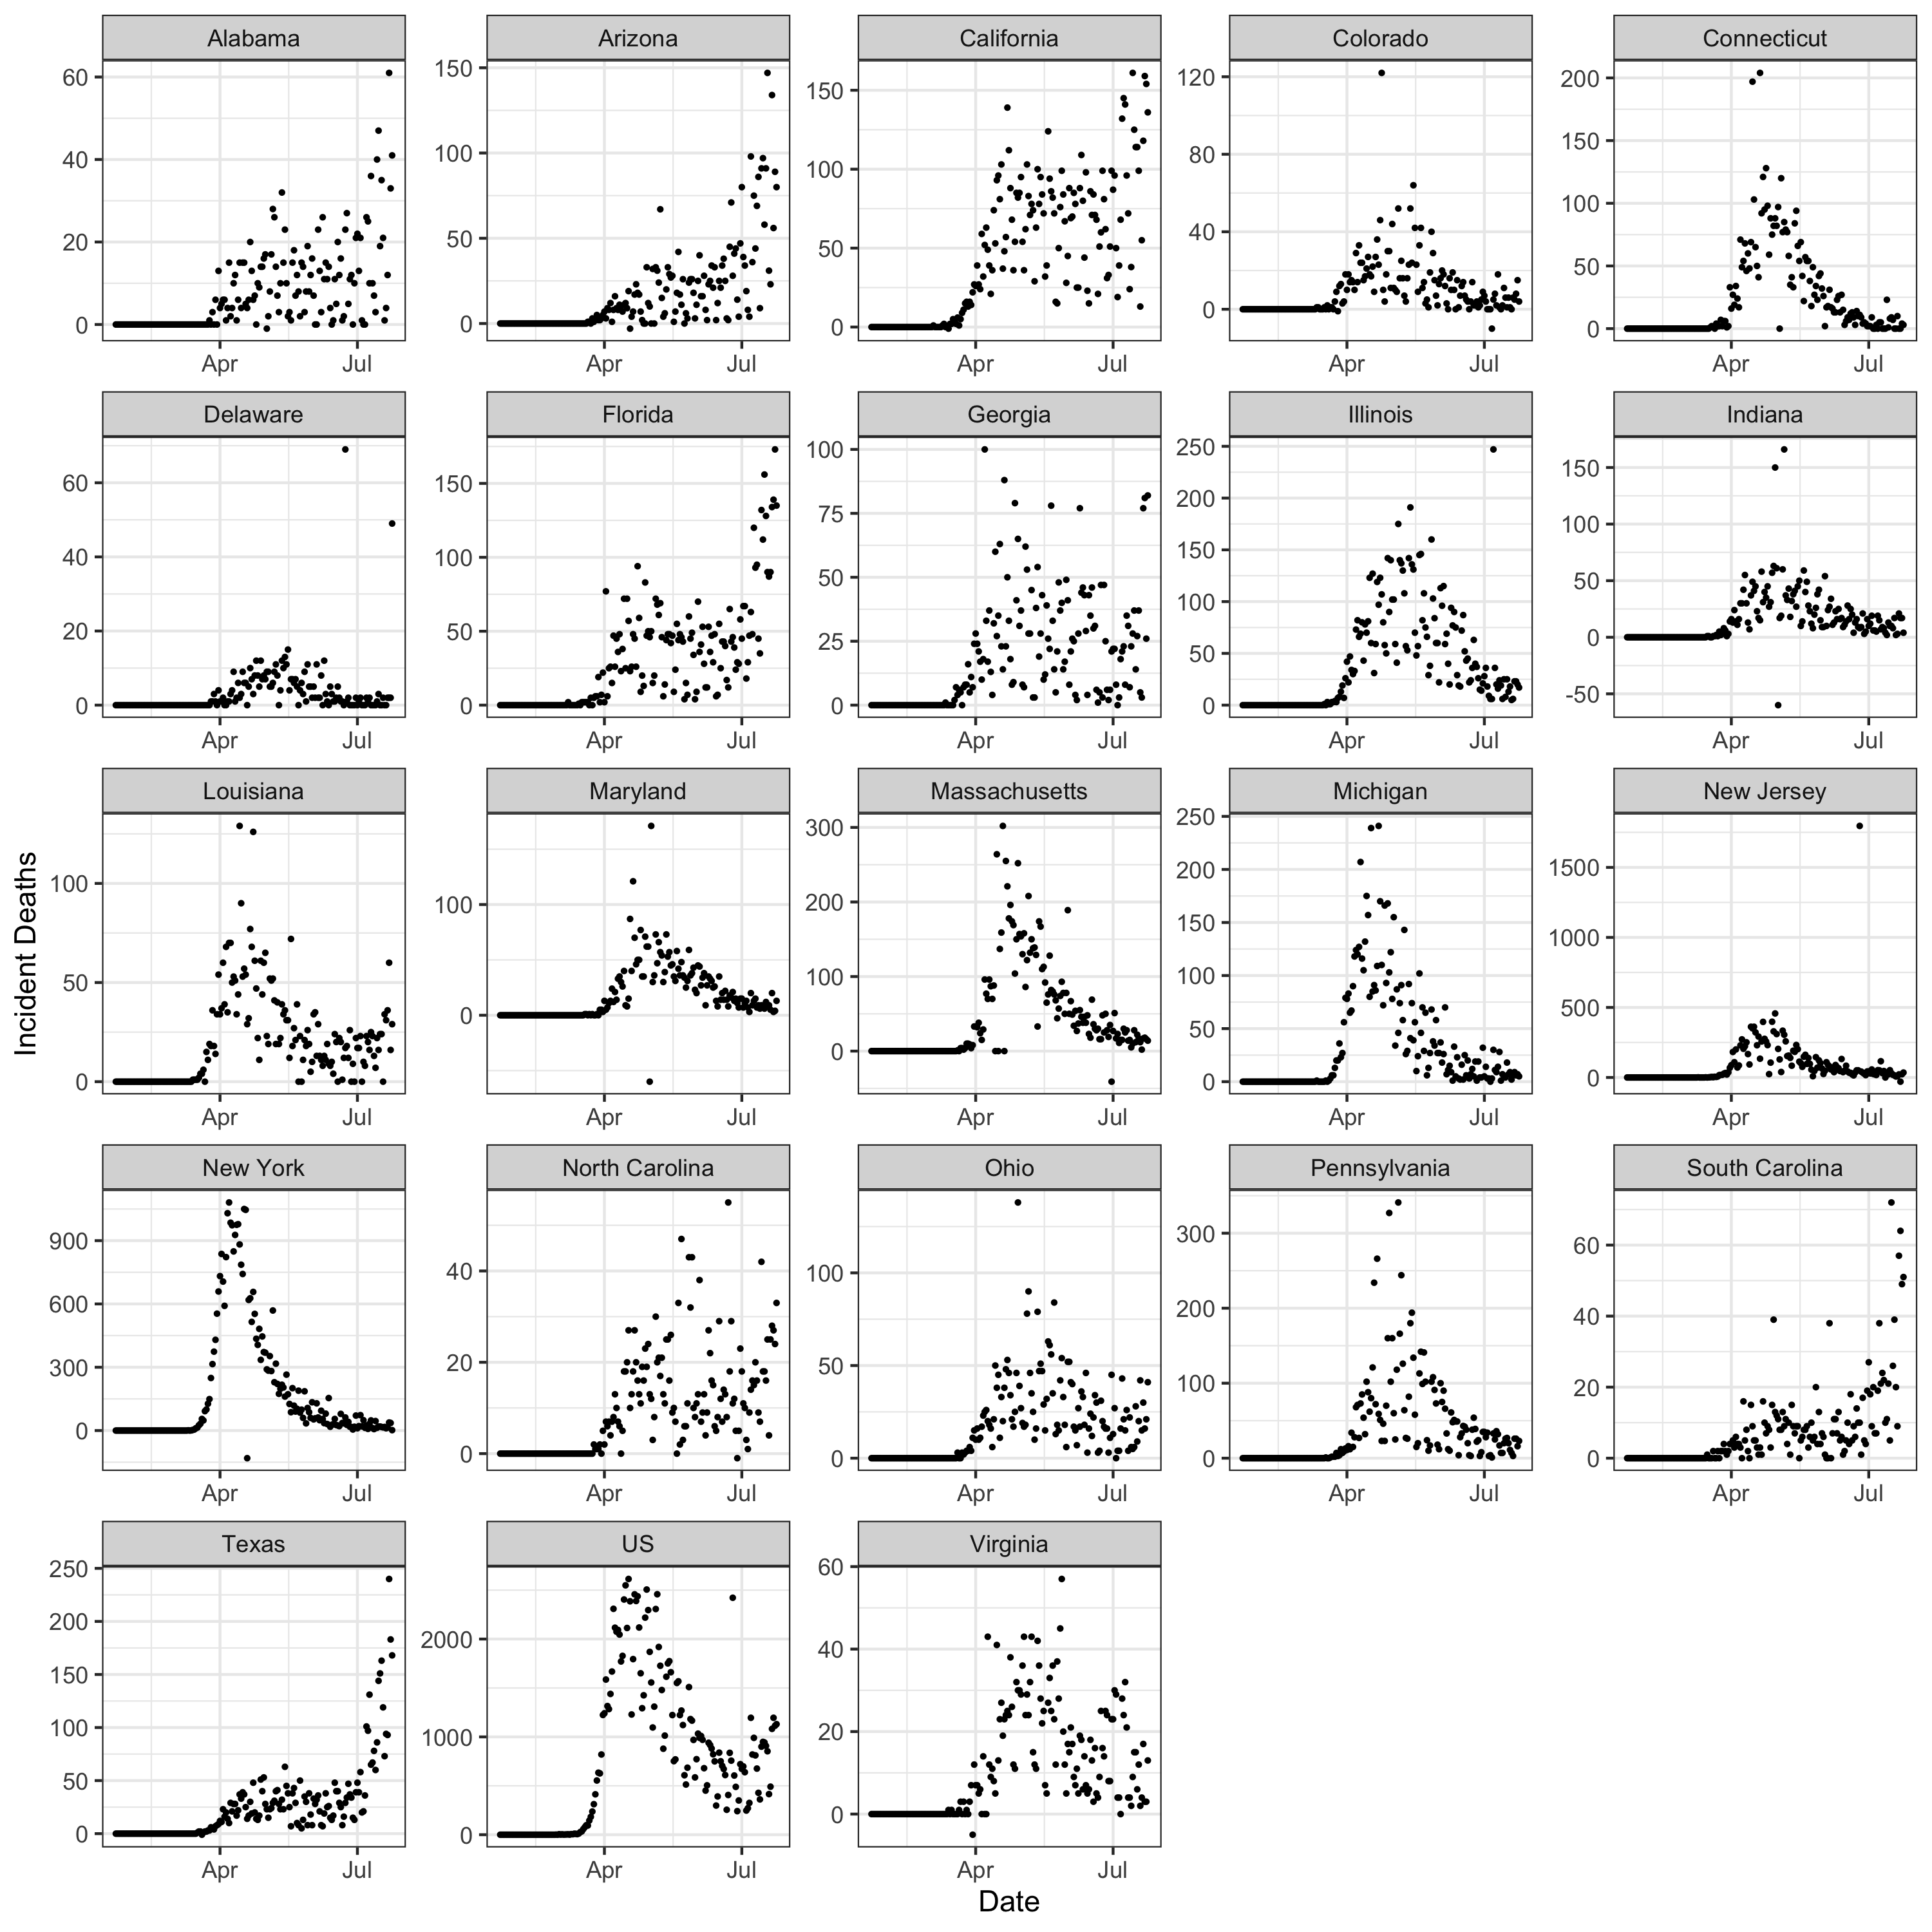 Alabama
Arizona
California
Colorado
Connecticut
60
40
20
0
150
100
50
0
150
100
50
0
120
80
40
0
200
150
100
50
0
Apr Jul
Apr Jul
Apr Jul
Apr Jul
Apr Jul
Delaware
Florida
Georgia
Illinois
Indiana
60
40
20
0
150
100
50
0
100
75
50
25
0
250
200
150
100
50
0
150
100
50
0
−50
Apr Jul
Apr Jul
Apr Jul
Apr Jul
Apr Jul
Incident Deaths
Louisiana
Maryland
Massachusetts
Michigan
New Jersey
100
50
0
100
0
300
200
100
0
250
200
150
100
50
0
1500
1000
500
0
Apr Jul
Apr Jul
Apr Jul
Apr Jul
Apr Jul
New York
North Carolina
Ohio
Pennsylvania
South Carolina
900
600
300
0
40
20
0
100
50
0
300
200
100
0
60
40
20
0
Apr Jul
Apr Jul
Apr Jul
Apr Jul
Apr Jul
Texas
US
Virginia
250
200
150
100
50
0
2000
1000
0
60
40
20
0
Apr Jul
Apr Jul
Apr Jul
Date